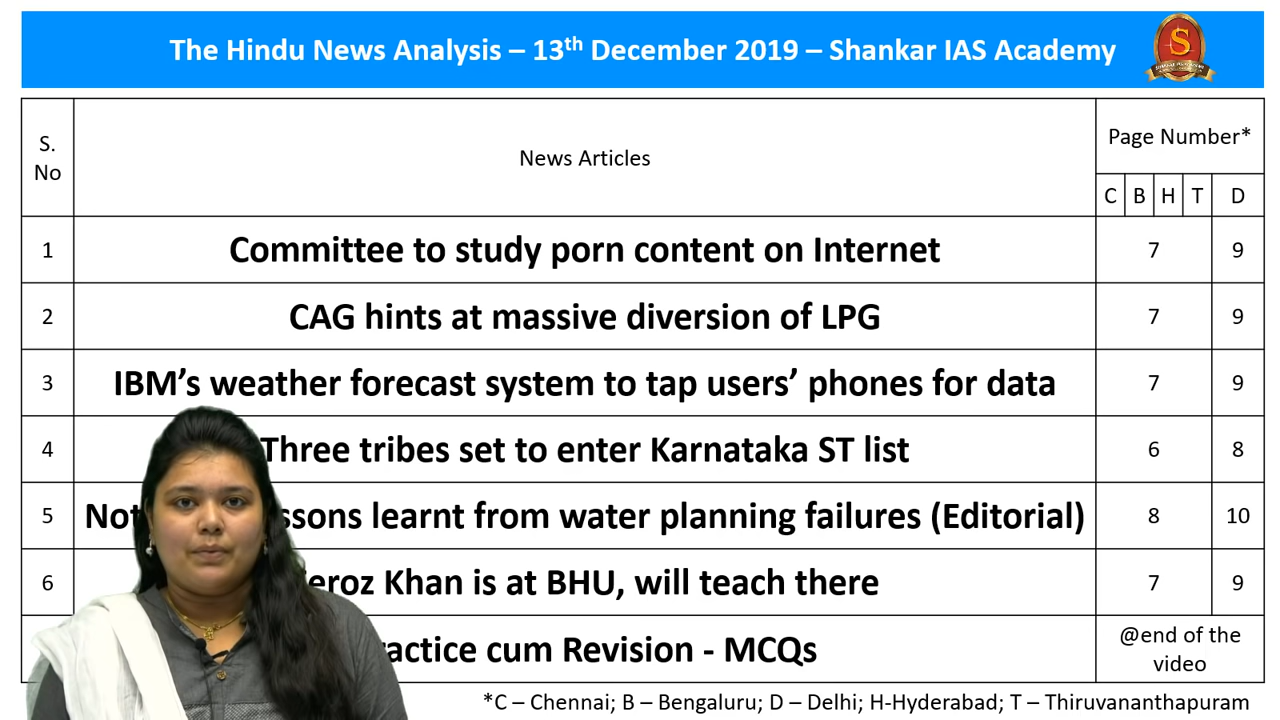 The Hindu News Analysis – 13th December 2019 – Shankar IAS Academy
S
S. No
News Articles
Page Number*
C B H T D
1 Committee to study porn content on Internet 7 9
2 CAG hints at massive diversion of LPG 7 9
3 IBM’s weather forecast system to tap users’ phones for data 7 9
4 Three tribes set to enter Karnataka ST list 6 8
5 learnt from water planning failures (Editorial) 8 10
6 Khan is at BHU, will teach there 7 9
cum Revision - MCQs
@end of the
video
*C – Chennai; B – Bengaluru; D – Delhi; H-Hyderabad; T – Thiruvananthapuram